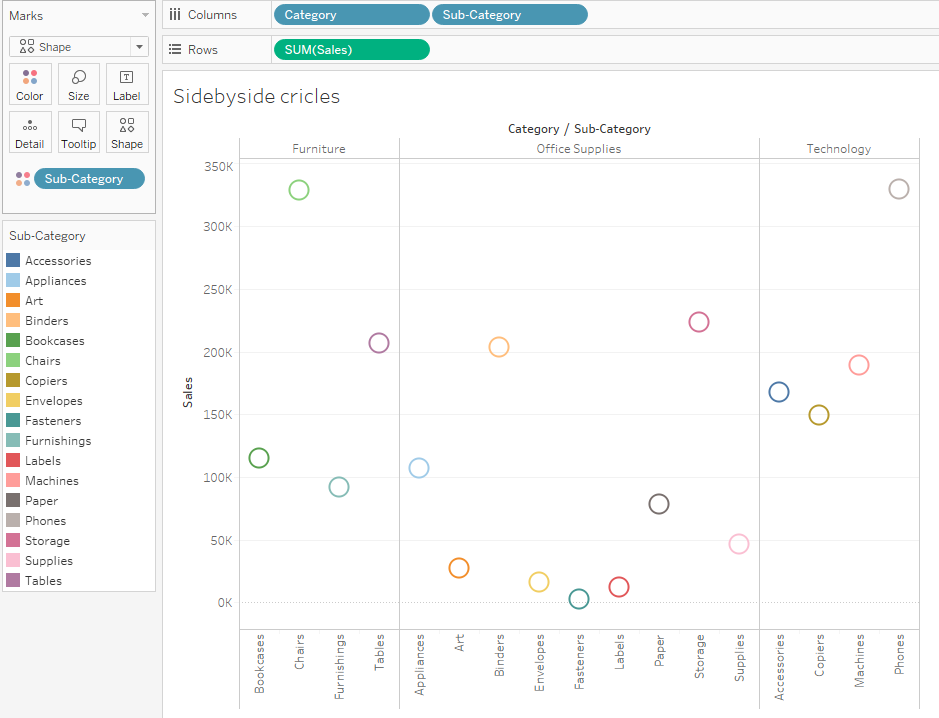 Marks
Columns
Category
Sub-Category
Shape
Rows
SUM(Sales)
Color
Size
Label
Detail
Tooltip
Shape
Sub-Category
Sub-Category
Accessories
Appliances
Art
Binders
Bookcases
Chairs
Copiers
Envelopes
Fasteners
Furnishings
Labels
Machines
Paper
Phones
Storage
Supplies
Tables
Sidebyside cricles
Category / Sub-Category
Furniture
Office Supplies
Technology
350K
300K
250K
200K
150K
100K
50K
0K
Sales
Bookcases
Chairs
Furnishings
Tables
Appliances
Art
Binders
Envelopes
Fasteners
Labels
Paper
Storage
Supplies
Accessories
Copiers
Machines
Phones